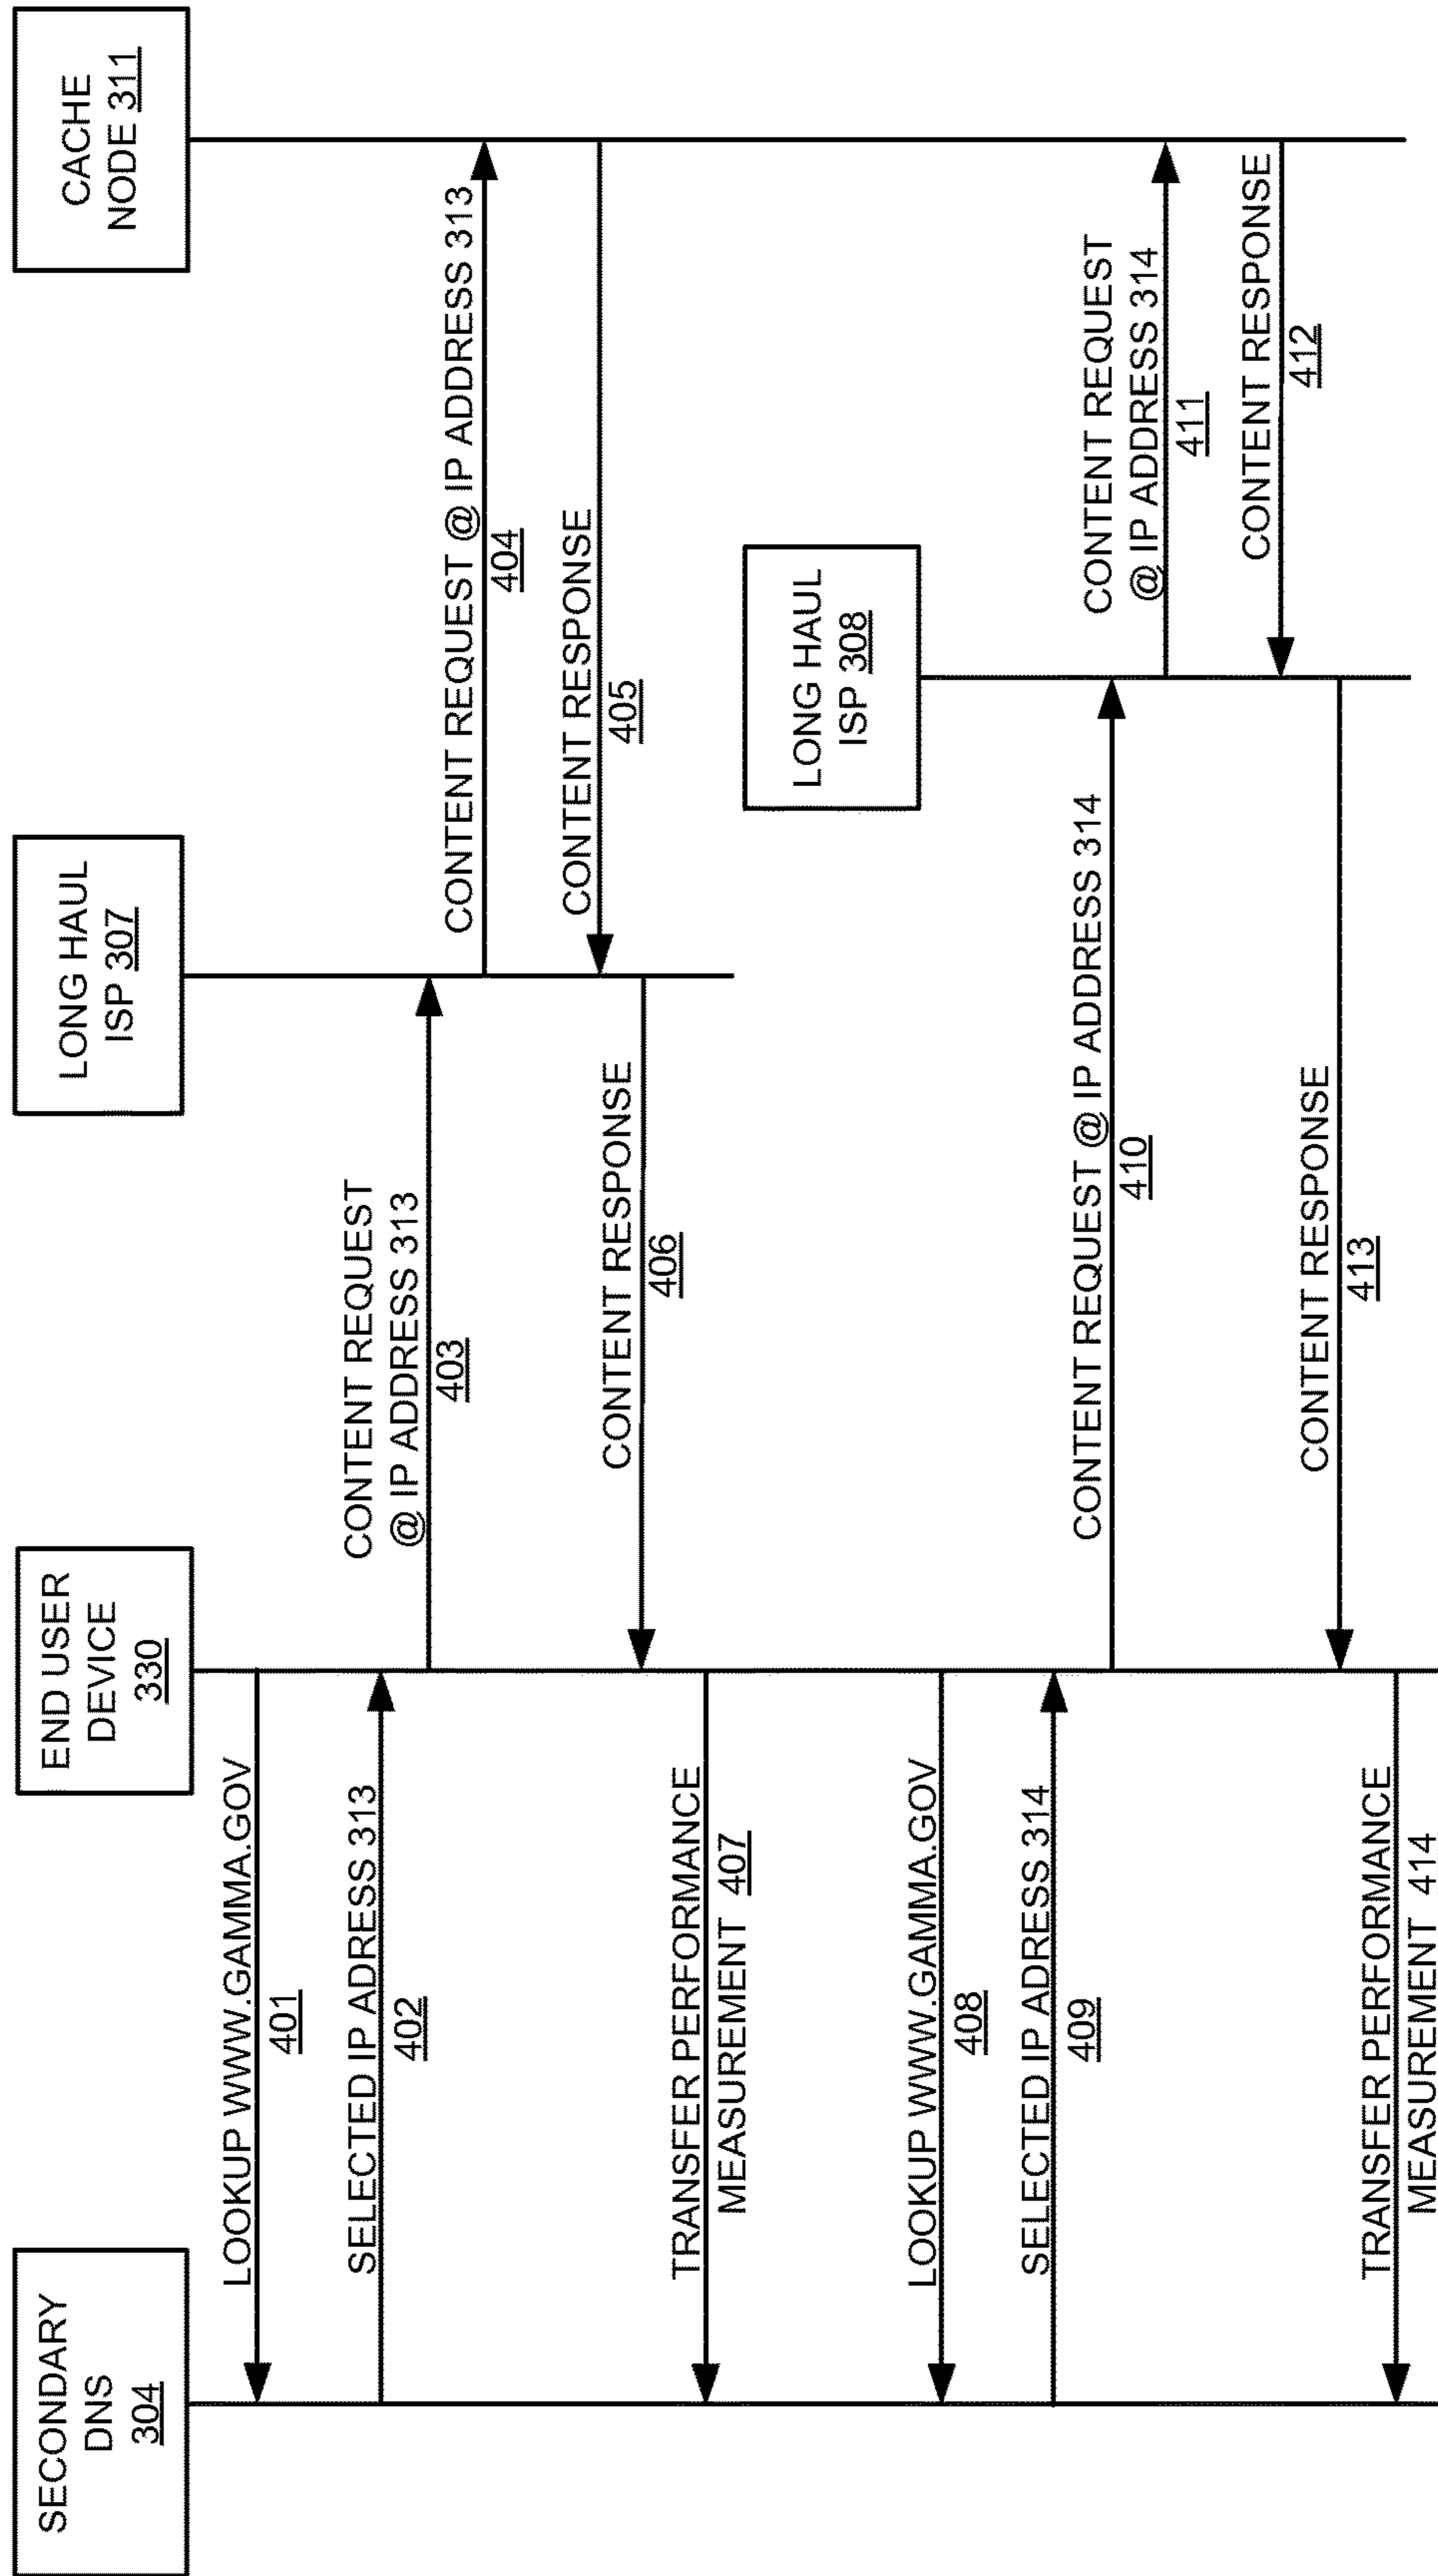 SECONDARY
DNS
304
END USER
DEVICE
330
LONG HAUL
ISP 307
CACHE
NODE 311
LOOKUP WWW.GAMMA.GOV
401
SELECTED IP ADRESS 313
402
CONTENT REQUEST
@ IP ADDRESS 313
403
CONTENT REQUEST @ IP ADDRESS 313
404
CONTENT RESPONSE
405
CONTENT RESPONSE
406
TRANSFER PERFORMANCE
MEASUREMENT 407
LONG HAUL
ISP 308
LOOKUP WWW.GAMMA.GOV
408
SELECTED IP ADRESS 314
409
CONTENT REQUEST @ IP ADDRESS 314
410
CONTENT REQUEST
@ IP ADDRESS 314
411
CONTENT RESPONSE
412
CONTENT RESPONSE
413
TRANSFER PERFORMANCE
MEASUREMENT 414